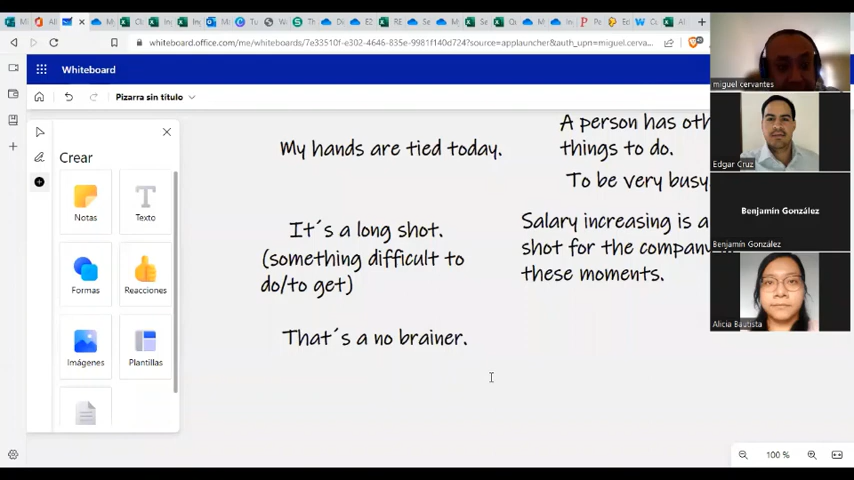 whiteboard.office.com/me/whiteboards/7e33510f-e302-4646-835e-9981f140d724?source=applauncher&auth_upn=miguel.cerva...
Whiteboard
Pizarra sin título
Crear
Notas
Texto
Formas
Reacciones
Imágenes
Plantillas
My hands are tied today.
A person has oth
things to do.
To be very busy.
It´s a long shot.
(something difficult to
do/to get)
Salary increasing is a
shot for the company
these moments.
That´s a no brainer.
miguel cervantes
Edgar Cruz
Benjamín González
Benjamín González
Alicia Bautista
100 %